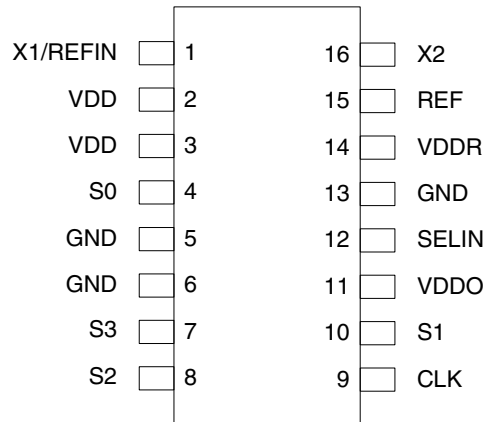 X1/REFIN 1 16 X2
VDD 2 15 REF
VDD 3 14 VDDR
S0 4 13 GND
GND 5 12 SELIN
GND 6 11 VDDO
S3 7 10 S1
S2 8 9 CLK